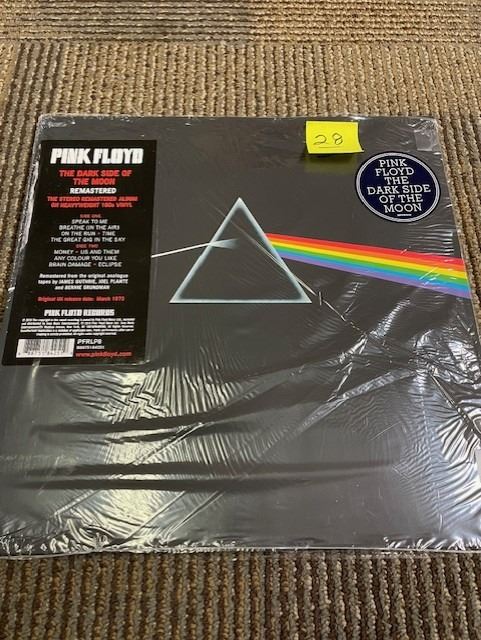 28
PINK FLOYD
THE DARK SIDE OF
THE MOON
REMASTERED
THE STEREO REMASTERED ALBUM
ON HEAVYWEIGHT 180g VINYL
SIDE ONE
SPEAK TO ME
BREATHE (IN THE AIR)
ON THE RUN - TIME
THE GREAT GIG IN THE SKY
SIDE TWO
MONEY - US AND THEM
ANY COLOUR YOU LIKE
BRAIN DAMAGE - ECLIPSE
Remastered from the original analogue
tapes by JAMES GUTHRIE, JOEL PLANTE
and BERNIE GRUNDMAN
Original UK release date: March 1973
PINK FLOYD RECORDS
PFRLP8
www.pinkfloyd.com
PINK
FLOYD
THE
DARK SIDE
OF THE
MOON